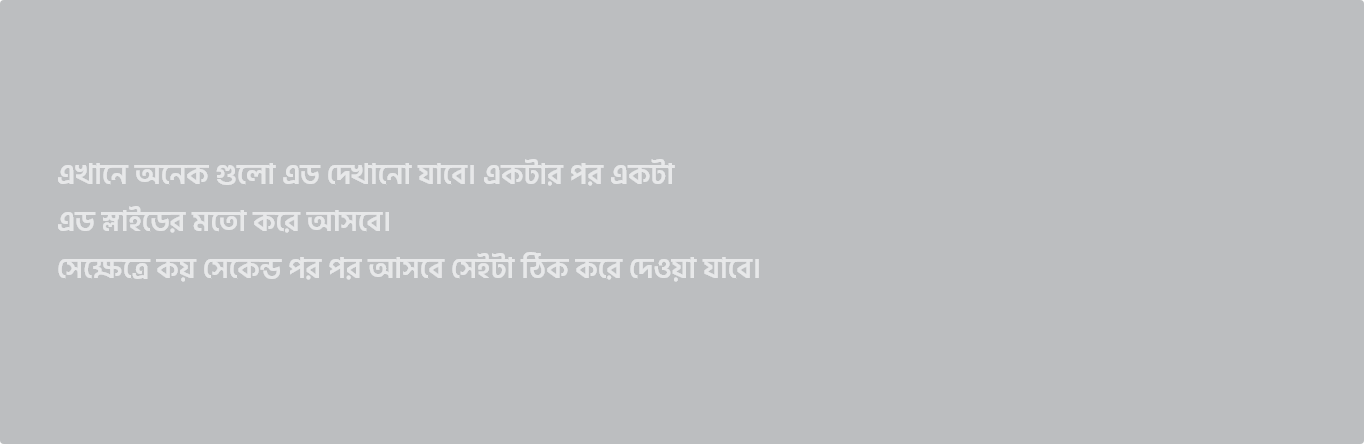 এখানে অনেক গুলো এড দেখানো যাবে। একটার পর একটা
এড স্লাইডের মতো করে আসবে।
সেক্ষেত্রে কয় সেকেন্ড পর পর আসবে সেইটা ঠিক করে দেওয়া যাবে।